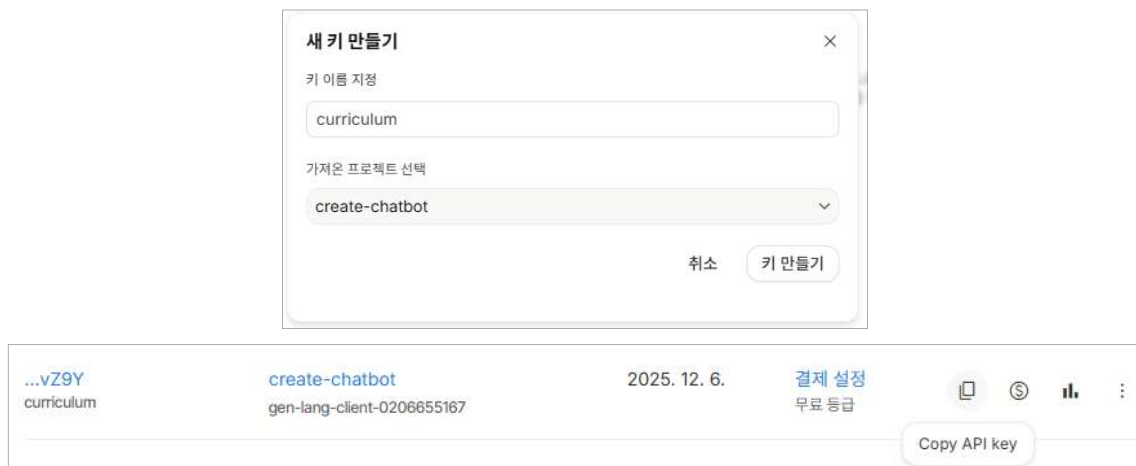 새 키 만들기
키 이름 지정
curriculum
가져온 프로젝트 선택
create-chatbot
취소 키 만들기
...vZ9Y create-chatbot 2025. 12. 6. 결제 설정
curriculum gen-lang-client-0206655167 무료 등급
Copy API key